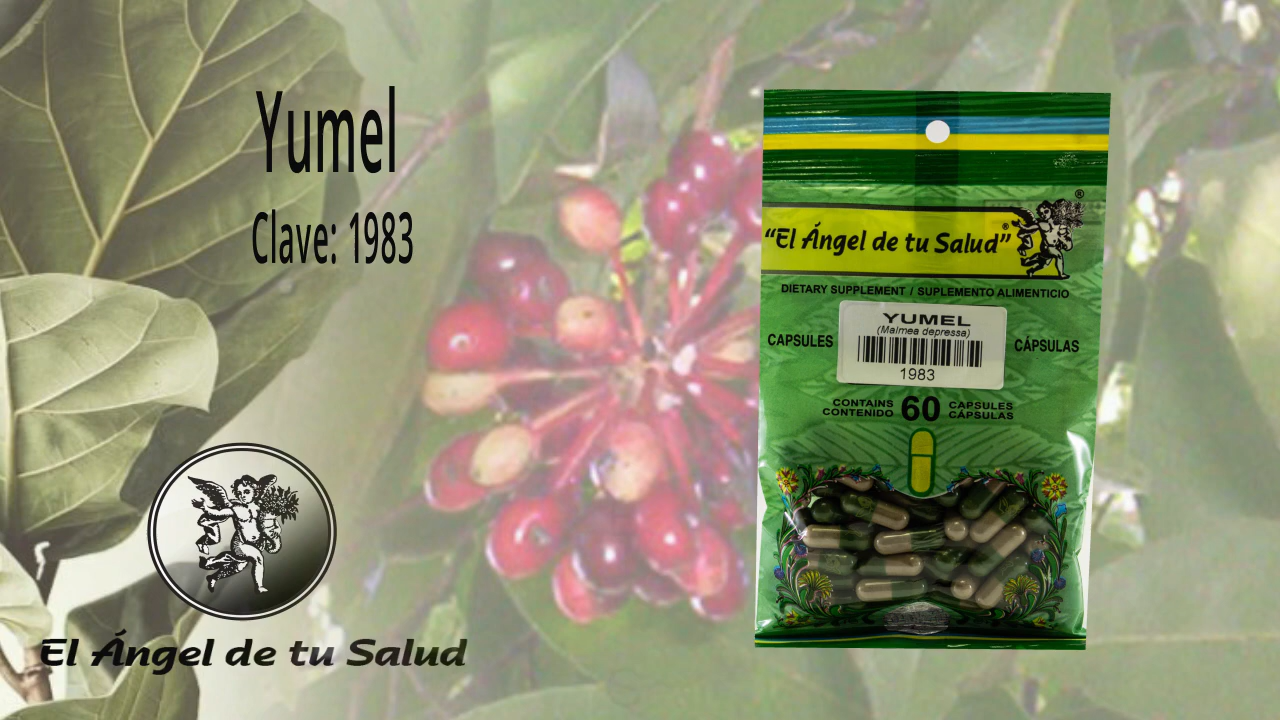 Yumel
Clave: 1983
El Ángel de tu Salud
®
"El Ángel de tu Salud"®
DIETARY SUPPLEMENT / SUPLEMENTO ALIMENTICIO
CAPSULES
YUMEL
(Malmea depressa)
1983
CÁPSULAS
CONTAINS
CONTENIDO
60
CAPSULES
CÁPSULAS